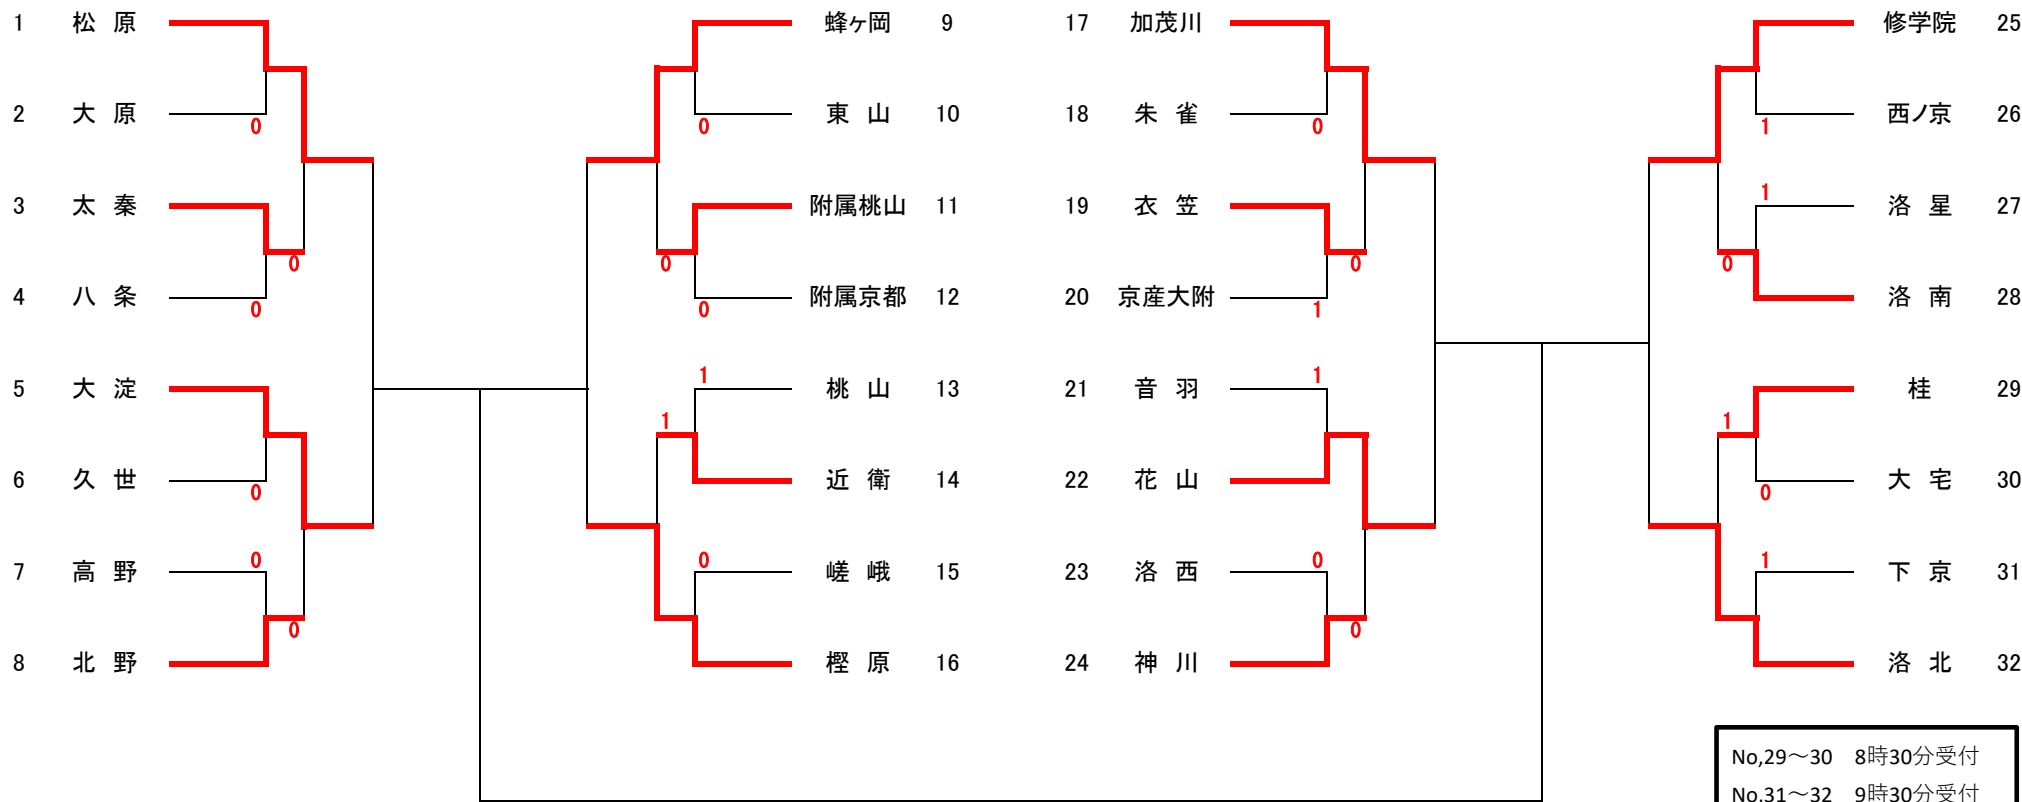 1 松 原
0
2 大 原
3 太 秦
0
0
4 八 条
5 大 淀
0
6 久 世
0
7 高 野
0
8 北 野
蜂ヶ岡 9
0
東 山 10
附属桃山 11
0
0
附属京都 12
1
桃 山 13
1
近 衛 14
0
嵯 峨 15
樫 原 16
17 加茂川
0
18 朱 雀
19 衣 笠
0
1
20 京産大附
1
21 音 羽
22 花 山
0
23 洛 西
0
24 神 川
修学院 25
1
西ノ京 26
1
洛 星 27
0
洛 南 28
桂 29
1
0
大 宅 30
1
下 京 31
洛 北 32
No,29～30 8時30分受付
No.31～32 9時30分受付